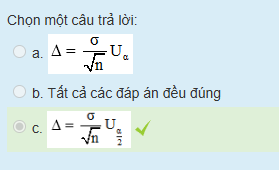 Chọn một câu trả lời:
a. Δ = σ/√n U_α
b. Tất cả các đáp án đều đúng
c. Δ = σ/√n U_α/2